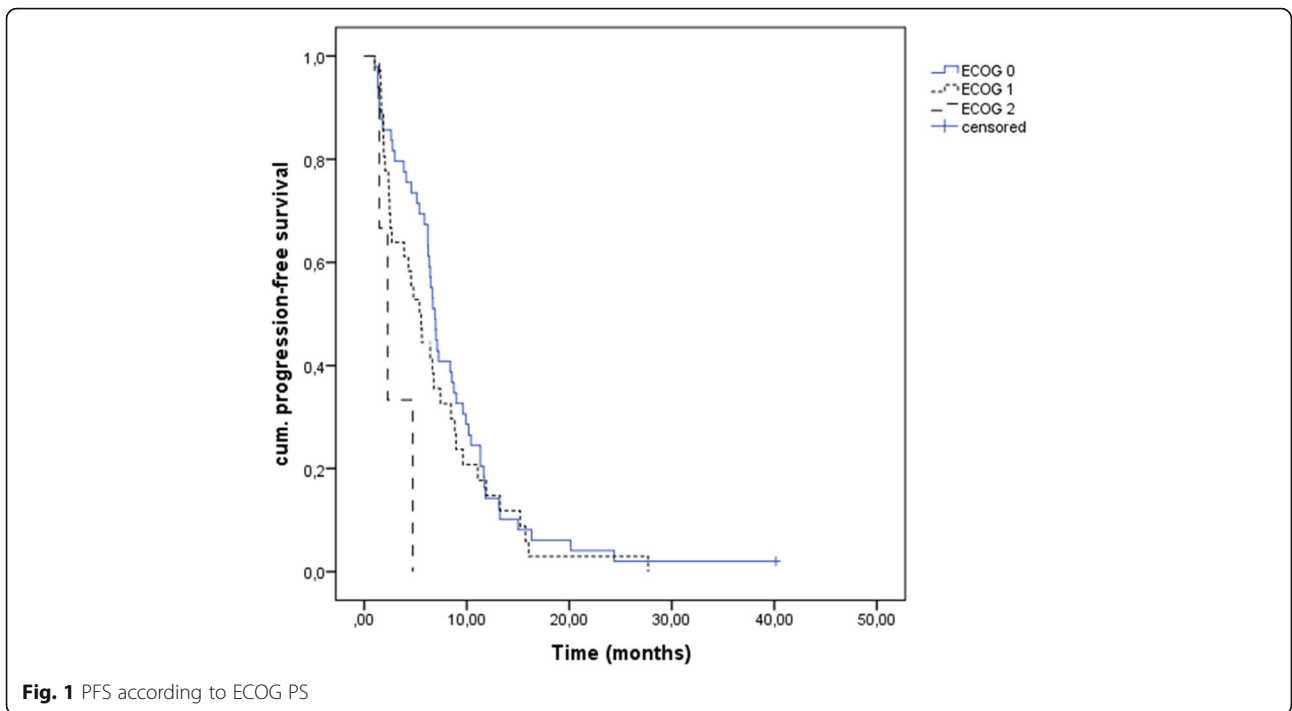 1,0
0,8
0,6
0,4
0,2
0,0
cum. progression-free survival
,00 10,00 20,00 30,00 40,00 50,00
Time (months)
ECOG 0
ECOG 1
ECOG 2
censored
Fig. 1 PFS according to ECOG PS